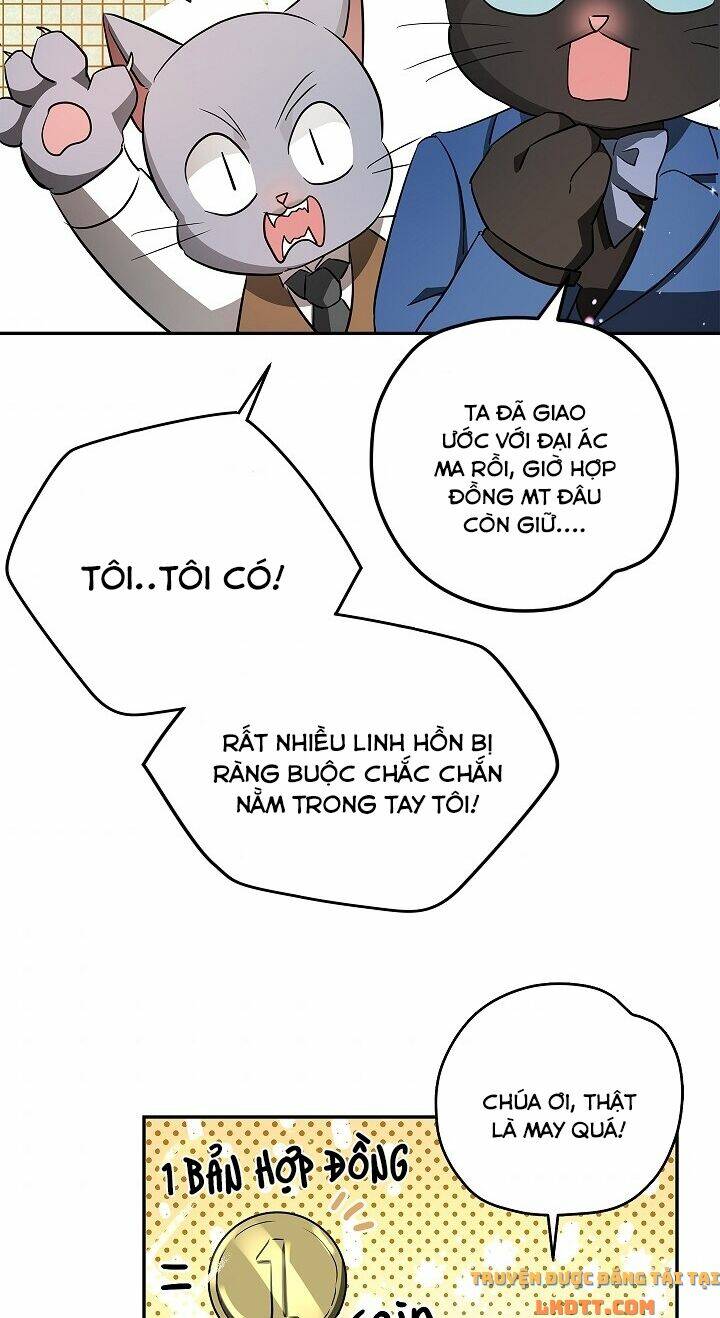 TA ĐÃ GIAO
ƯỚC VỚI ĐẠI ÁC
MA RỒI, GIỜ HỢP
ĐỒNG MT ĐÂU
CÒN GIỮ....
TÔI..TÔI CÓ!
RẤT NHIỀU LINH HỒN BỊ
RÀNG BUỘC CHẮC CHẮN
NẰM TRONG TAY TÔI!
CHÚA ƠI, THẬT
LÀ MAY QUÁ!
1 BẢN HỢP ĐỒNG
= 1 coin
TRUYỆN ĐƯỢC ĐĂNG TẢI TẠI
LKDTT.COM